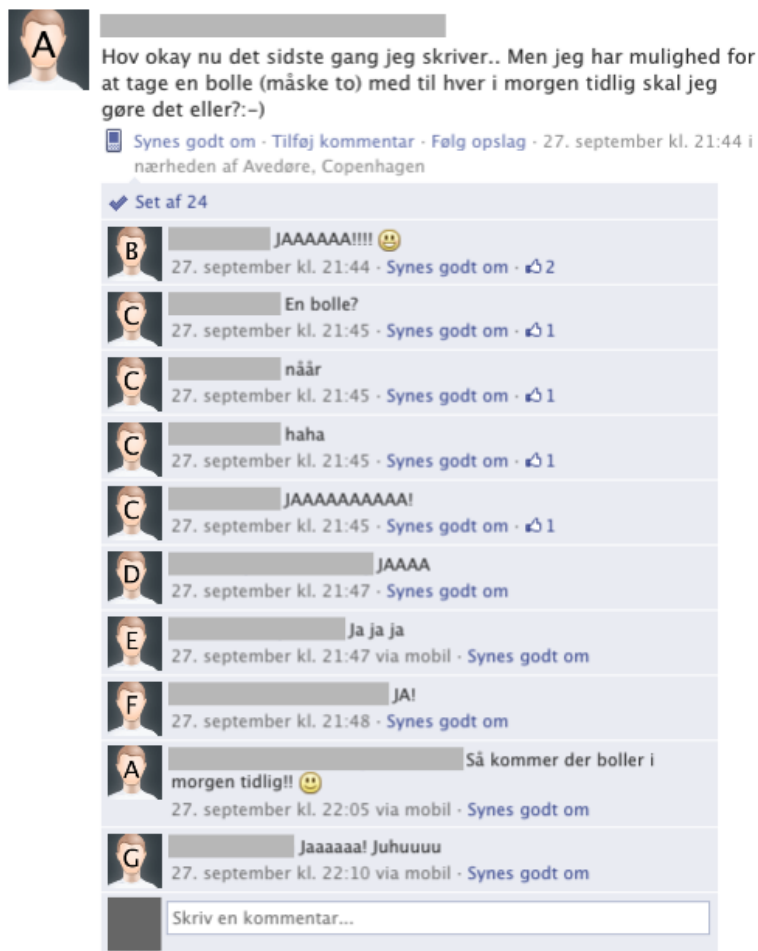 A
Hov okay nu det sidste gang jeg skriver.. Men jeg har mulighed for
at tage en bolle (måske to) med til hver i morgen tidlig skal jeg
gøre det eller?:-)
Synes godt om · Tilføj kommentar · Følg opslag · 27. september kl. 21:44 i
nærheden af Avedøre, Copenhagen
Set af 24
B
JAAAAAA!!!!
27. september kl. 21:44 · Synes godt om · 2
C
En bolle?
27. september kl. 21:45 · Synes godt om · 1
C
nåår
27. september kl. 21:45 · Synes godt om · 1
C
haha
27. september kl. 21:45 · Synes godt om · 1
C
JAAAAAAAAAA!
27. september kl. 21:45 · Synes godt om · 1
D
JAAAA
27. september kl. 21:47 · Synes godt om
E
Ja ja ja
27. september kl. 21:47 via mobil · Synes godt om
F
JA!
27. september kl. 21:48 · Synes godt om
A
Så kommer der boller i
morgen tidlig!!
27. september kl. 22:05 via mobil · Synes godt om
G
Jaaaaaa! Juhuuuu
27. september kl. 22:10 via mobil · Synes godt om
Skriv en kommentar...